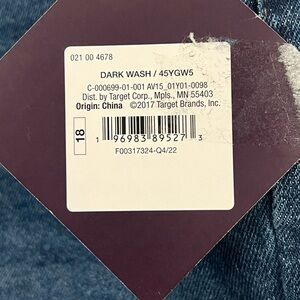 021 00 4678
DARK WASH / 45YGW5
C-000699-01-001 AV15_01Y01-0098
Dist. by Target Corp., Mpls., MN 55403
Origin: China ©2017 Target Brands, Inc.
18
1 96983 89527 3
F00317324-Q4/22